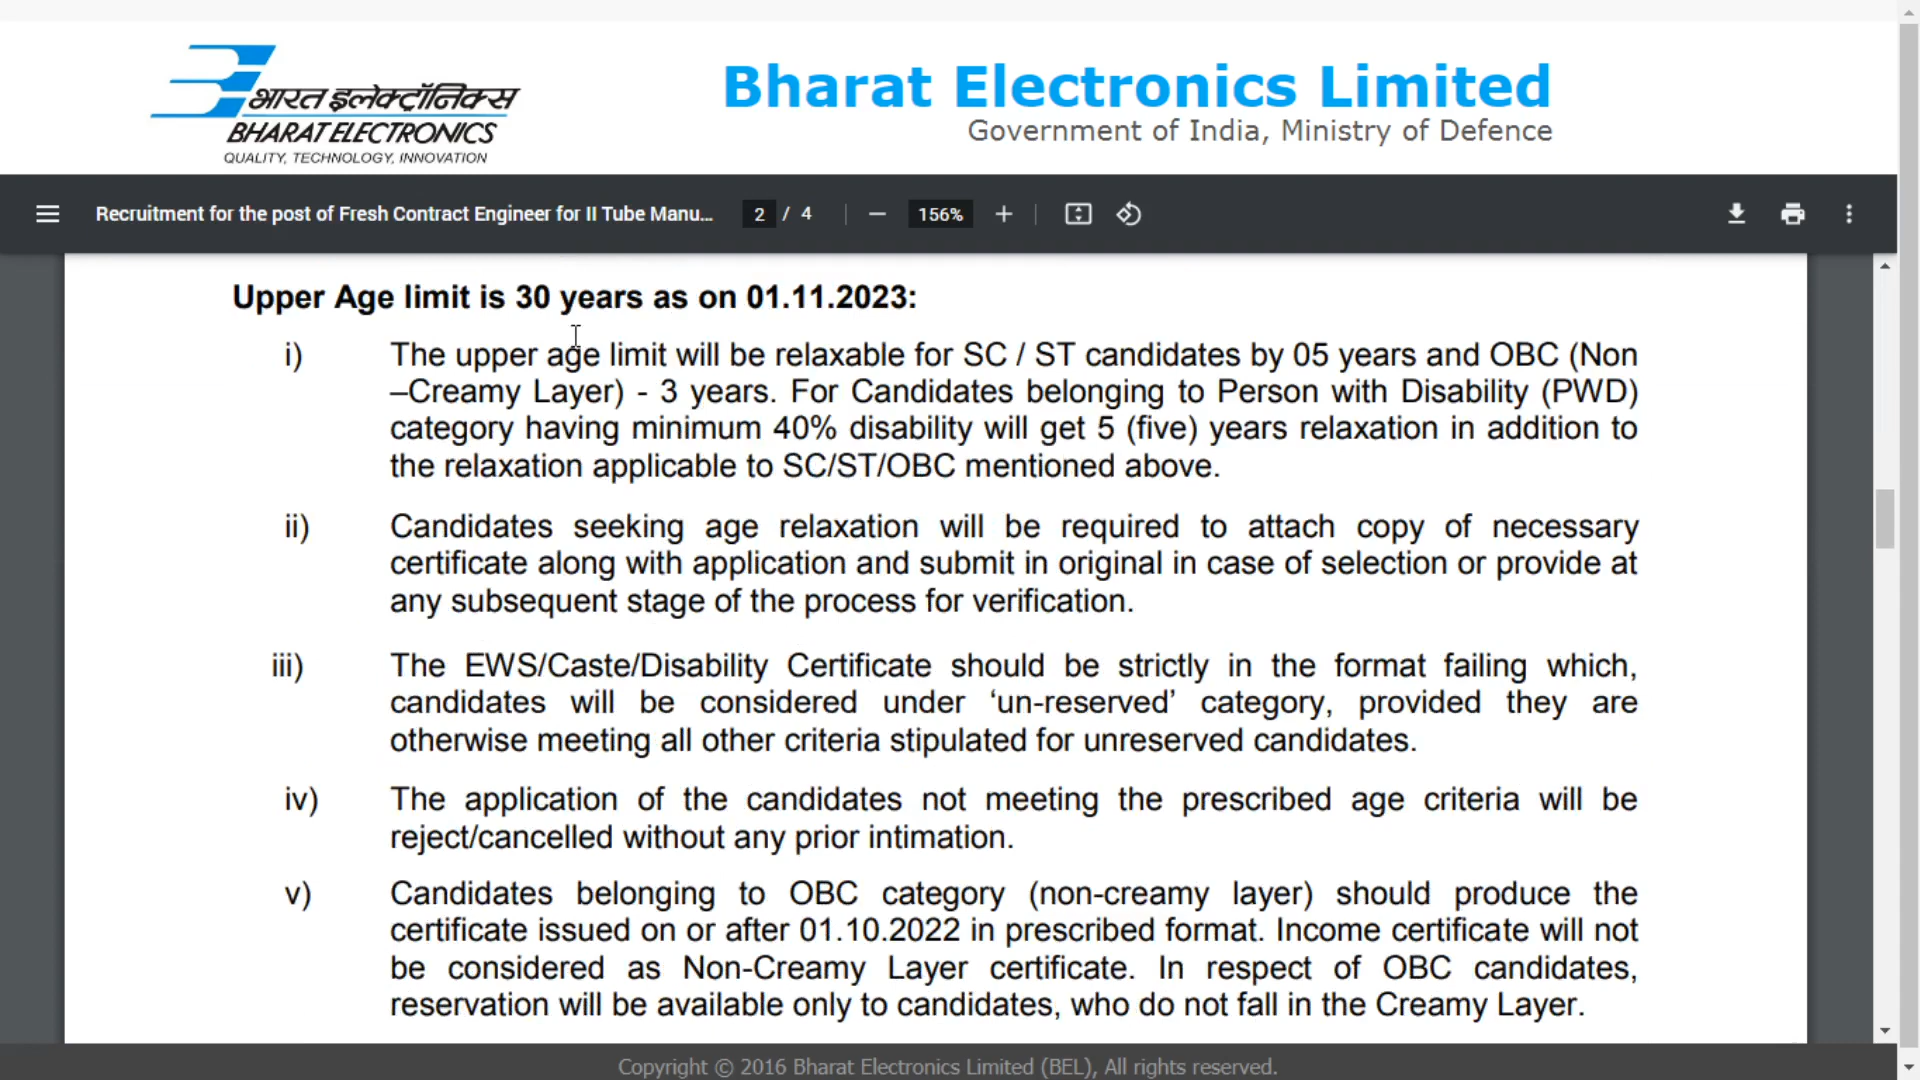 भारत इलेक्ट्रॉनिक्स
BHARAT ELECTRONICS
QUALITY, TECHNOLOGY, INNOVATION
Bharat Electronics Limited
Government of India, Ministry of Defence
Recruitment for the post of Fresh Contract Engineer for II Tube Manu... 2 / 4 156%
Upper Age limit is 30 years as on 01.11.2023:
i) The upper age limit will be relaxable for SC / ST candidates by 05 years and OBC (Non
–Creamy Layer) - 3 years. For Candidates belonging to Person with Disability (PWD)
category having minimum 40% disability will get 5 (five) years relaxation in addition to
the relaxation applicable to SC/ST/OBC mentioned above.
ii) Candidates seeking age relaxation will be required to attach copy of necessary
certificate along with application and submit in original in case of selection or provide at
any subsequent stage of the process for verification.
iii) The EWS/Caste/Disability Certificate should be strictly in the format failing which,
candidates will be considered under ‘un-reserved’ category, provided they are
otherwise meeting all other criteria stipulated for unreserved candidates.
iv) The application of the candidates not meeting the prescribed age criteria will be
reject/cancelled without any prior intimation.
v) Candidates belonging to OBC category (non-creamy layer) should produce the
certificate issued on or after 01.10.2022 in prescribed format. Income certificate will not
be considered as Non-Creamy Layer certificate. In respect of OBC candidates,
reservation will be available only to candidates, who do not fall in the Creamy Layer.
Copyright © 2016 Bharat Electronics Limited (BEL), All rights reserved.